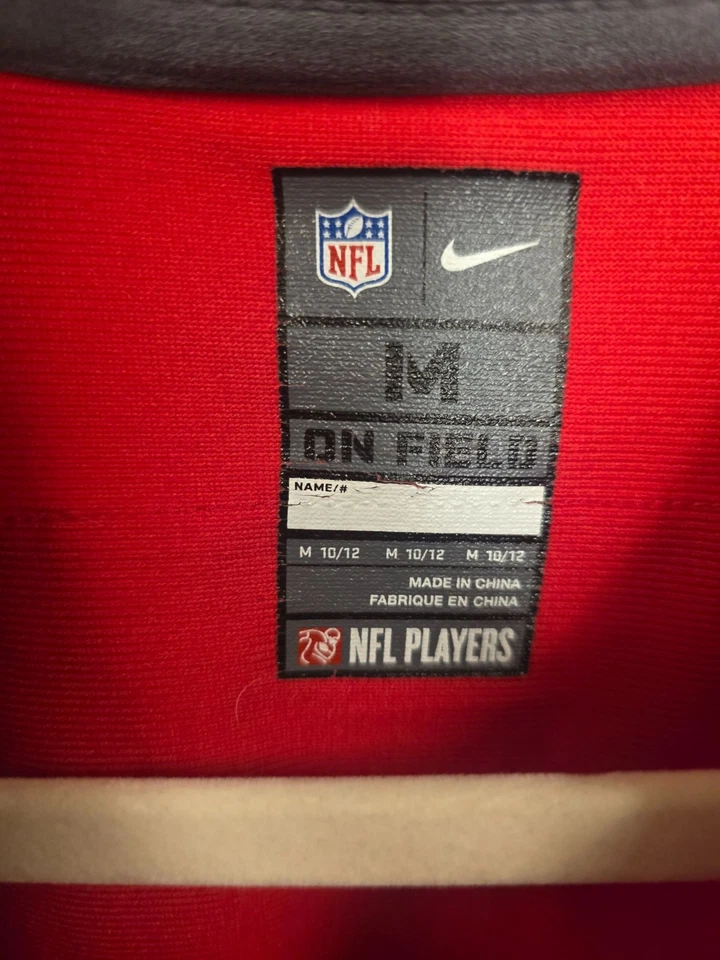 NFL
M
ON FIELD
NAME/#
M 10/12 M 10/12 M 10/12
MADE IN CHINA
FABRIQUE EN CHINA
NFL PLAYERS